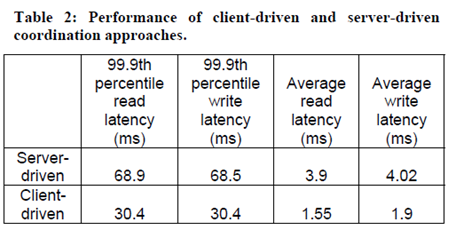 Table 2: Performance of client-driven and server-driven
coordination approaches.
99.9th percentile read latency (ms) 99.9th percentile write latency (ms) Average read latency (ms) Average write latency (ms)
Server-driven 68.9 68.5 3.9 4.02
Client-driven 30.4 30.4 1.55 1.9